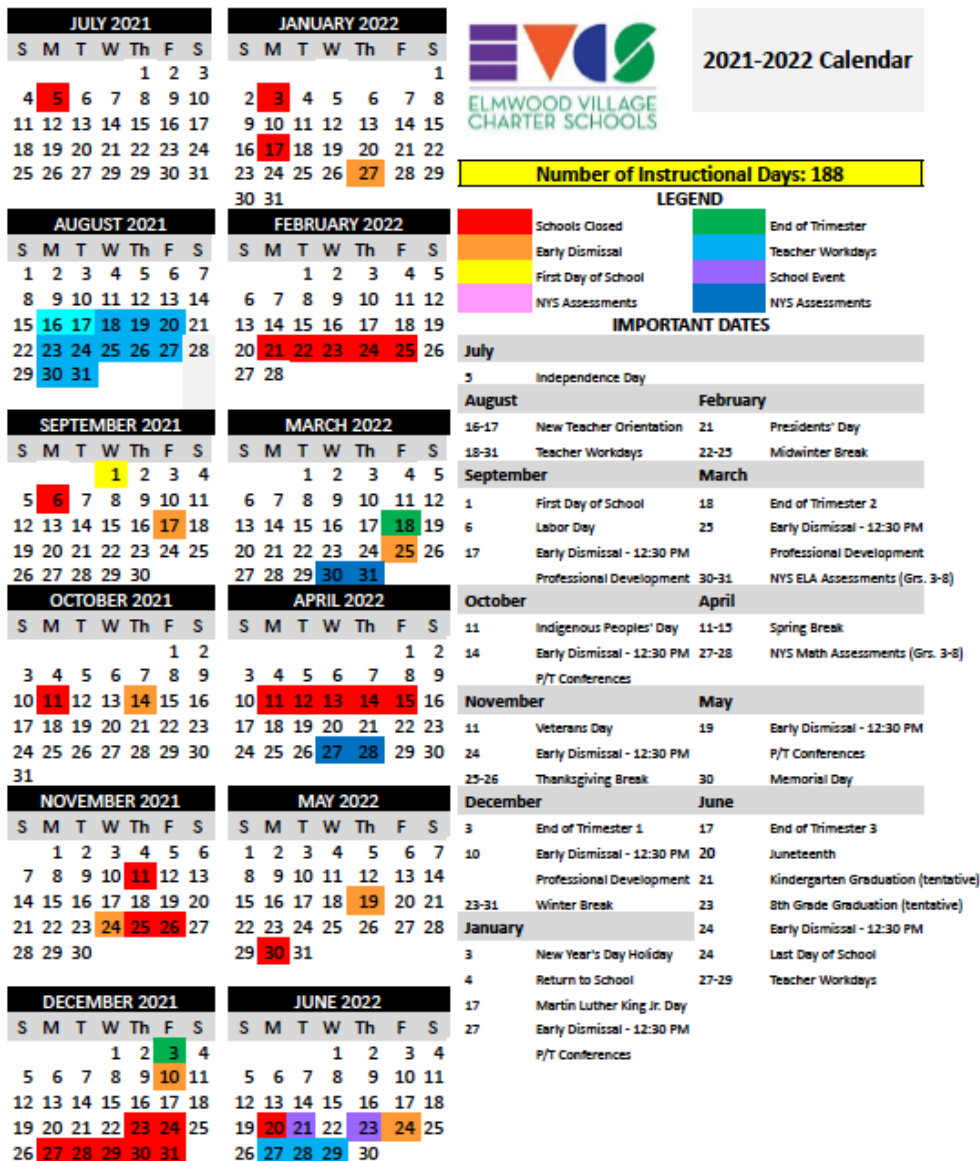 JULY 2021
S M T W Th F S
1 2 3
4 5 6 7 8 9 10
11 12 13 14 15 16 17
18 19 20 21 22 23 24
25 26 27 28 29 30 31
AUGUST 2021
S M T W Th F S
1 2 3 4 5 6 7
8 9 10 11 12 13 14
15 16 17 18 19 20 21
22 23 24 25 26 27 28
29 30 31
SEPTEMBER 2021
S M T W Th F S
1 2 3 4
5 6 7 8 9 10 11
12 13 14 15 16 17 18
19 20 21 22 23 24 25
26 27 28 29 30
OCTOBER 2021
S M T W Th F S
1 2
3 4 5 6 7 8 9
10 11 12 13 14 15 16
17 18 19 20 21 22 23
24 25 26 27 28 29 30
31
NOVEMBER 2021
S M T W Th F S
1 2 3 4 5 6
7 8 9 10 11 12 13
14 15 16 17 18 19 20
21 22 23 24 25 26 27
28 29 30
DECEMBER 2021
S M T W Th F S
1 2 3 4
5 6 7 8 9 10 11
12 13 14 15 16 17 18
19 20 21 22 23 24 25
26 27 28 29 30 31
JANUARY 2022
S M T W Th F S
1
2 3 4 5 6 7 8
9 10 11 12 13 14 15
16 17 18 19 20 21 22
23 24 25 26 27 28 29
30 31
FEBRUARY 2022
S M T W Th F S
1 2 3 4 5
6 7 8 9 10 11 12
13 14 15 16 17 18 19
20 21 22 23 24 25 26
27 28
MARCH 2022
S M T W Th F S
1 2 3 4 5
6 7 8 9 10 11 12
13 14 15 16 17 18 19
20 21 22 23 24 25 26
27 28 29 30 31
APRIL 2022
S M T W Th F S
1 2
3 4 5 6 7 8 9
10 11 12 13 14 15 16
17 18 19 20 21 22 23
24 25 26 27 28 29 30
MAY 2022
S M T W Th F S
1 2 3 4 5 6 7
8 9 10 11 12 13 14
15 16 17 18 19 20 21
22 23 24 25 26 27 28
29 30 31
JUNE 2022
S M T W Th F S
1 2 3 4
5 6 7 8 9 10 11
12 13 14 15 16 17 18
19 20 21 22 23 24 25
26 27 28 29 30
EVCS
ELMWOOD VILLAGE
CHARTER SCHOOLS
2021-2022 Calendar
Number of Instructional Days: 188
LEGEND
Schools Closed End of Trimester
Early Dismissal Teacher Workdays
First Day of School School Event
NYS Assessments NYS Assessments
IMPORTANT DATES
July
5 Independence Day
August
16-17 New Teacher Orientation
18-31 Teacher Workdays
September
1 First Day of School
6 Labor Day
17 Early Dismissal - 12:30 PM
Professional Development
October
11 Indigenous Peoples' Day
14 Early Dismissal - 12:30 PM
P/T Conferences
November
11 Veterans Day
24 Early Dismissal - 12:30 PM
25-26 Thanksgiving Break
December
3 End of Trimester 1
10 Early Dismissal - 12:30 PM
Professional Development
23-31 Winter Break
January
3 New Year's Day Holiday
4 Return to School
17 Martin Luther King Jr. Day
27 Early Dismissal - 12:30 PM
P/T Conferences
February
21 Presidents' Day
22-25 Midwinter Break
March
18 End of Trimester 2
25 Early Dismissal - 12:30 PM
Professional Development
30-31 NYS ELA Assessments (Grs. 3-8)
April
11-15 Spring Break
27-28 NYS Math Assessments (Grs. 3-8)
May
19 Early Dismissal - 12:30 PM
P/T Conferences
30 Memorial Day
June
17 End of Trimester 3
20 Juneteenth
21 Kindergarten Graduation (tentative)
23 8th Grade Graduation (tentative)
24 Early Dismissal - 12:30 PM
24 Last Day of School
27-29 Teacher Workdays